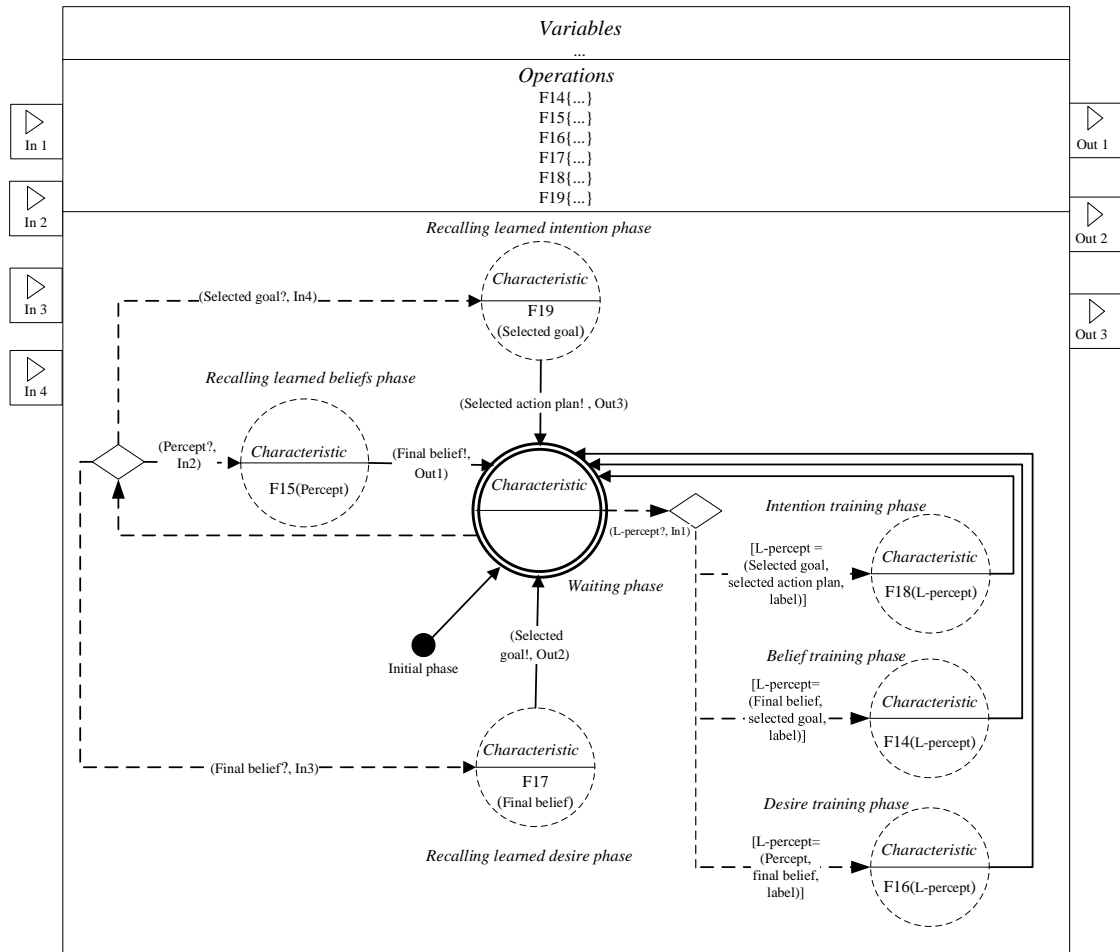 Variables
...
Operations
F14{...}
F15{...}
F16{...}
F17{...}
F18{...}
F19{...}
In 1
In 2
In 3
In 4
Out 1
Out 2
Out 3
Recalling learned intention phase
Characteristic
F19
(Selected goal)
(Selected goal?, In4)
(Selected action plan! , Out3)
Recalling learned beliefs phase
Characteristic
F15(Percept)
(Percept?,
In2)
(Final belief!,
Out1)
Characteristic
Waiting phase
(L-percept?, In1)
Initial phase
(Selected
goal!, Out2)
Characteristic
F17
(Final belief)
(Final belief?, In3)
Recalling learned desire phase
Intention training phase
[L-percept =
(Selected goal,
selected action plan,
label)]
Characteristic
F18(L-percept)
Belief training phase
[L-percept=
(Final belief,
selected goal,
label)]
Characteristic
F14(L-percept)
Desire training phase
[L-percept=
(Percept,
final belief,
label)]
Characteristic
F16(L-percept)